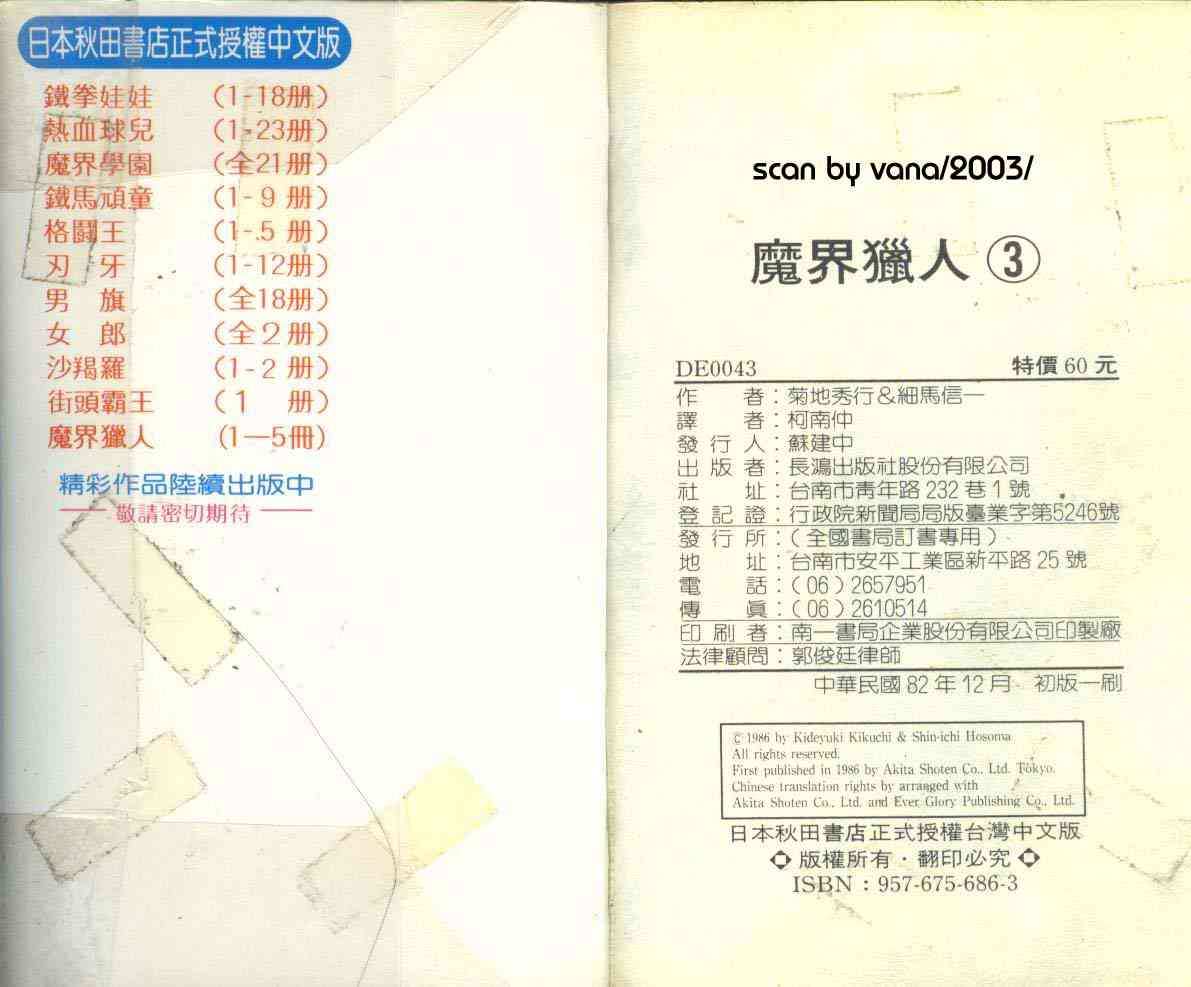 日本秋田書店正式授權中文版
鐵拳娃娃 (1-18册)
熱血球兒 (1-23册)
魔界學園 (全21册)
鐵馬頑童 (1-9册)
格鬪王 (1-.5册)
刃牙 (1-12册)
男旗 (全18册)
女郎 (全2册)
沙羯羅 (1-2册)
街頭霸王 (1 册)
魔界獵人 (1—5冊)
精彩作品陸續出版中
敬請密切期待
scan by vana/2003/
魔界獵人 ③
DE0043 特價60元
作者：菊地秀行&細馬信一
譯者：柯南仲
發行人：蘇建中
出版者：長鴻出版社股份有限公司
社址：台南市靑年路232巷1號
登記證：行政院新聞局局版臺業字第5246號
發行所：(全國書局訂書專用)
地址：台南市安平工業區新平路25號
電話：(06)2657951
傳眞：(06)2610514
印刷者：南一書局企業股份有限公司印製廠
法律顧問：郭俊廷律師
中華民國82年12月 初版一刷
© 1986 by Kideyuki Kikuchi & Shin-ichi Hosoma
All rights reserved.
First published in 1986 by Akita Shoten Co., Ltd. Tokyo.
Chinese translation rights by arranged with
Akita Shoten Co., Ltd. and Ever Glory Publishing Co., Ltd.
日本秋田書店正式授權台灣中文版
版權所有・翻印必究
ISBN：957-675-686-3